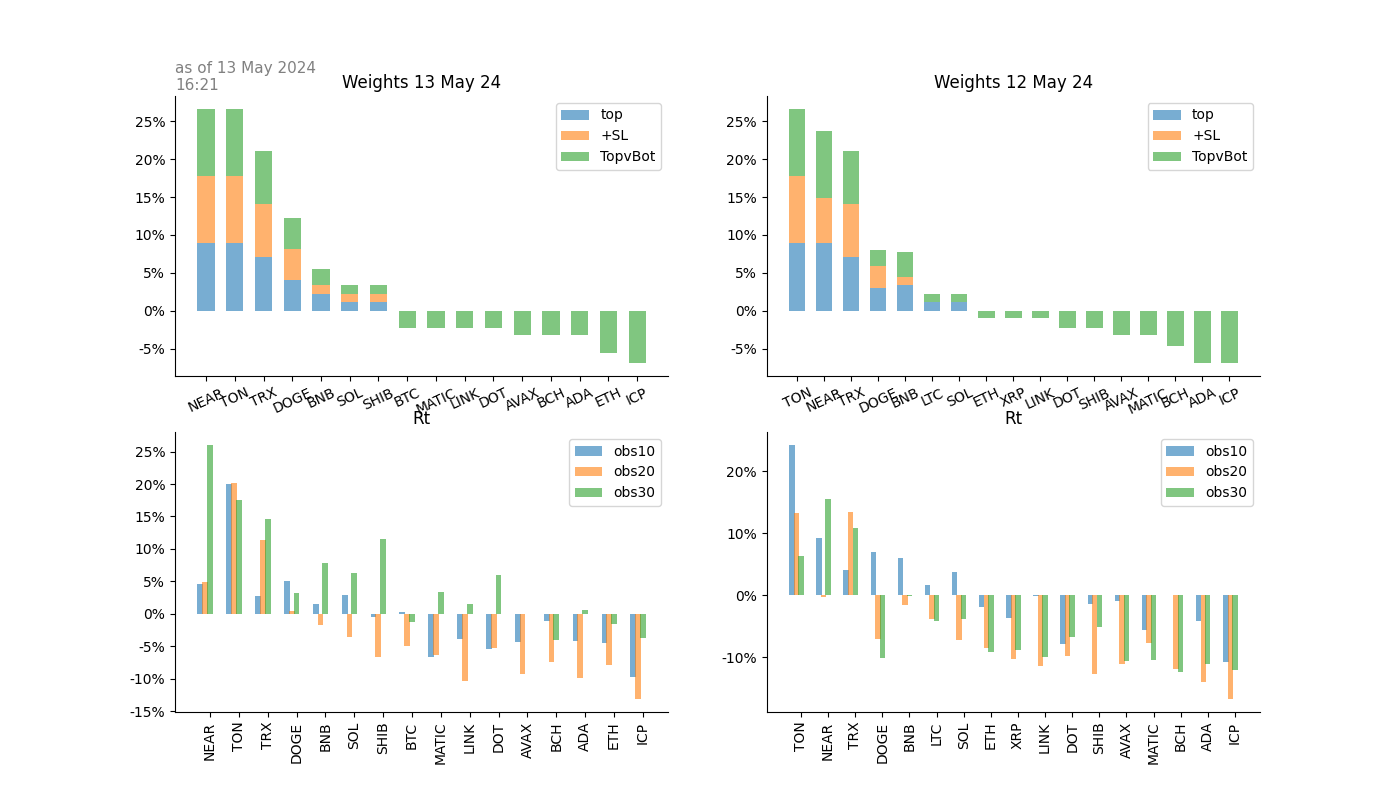 as of 13 May 2024
16:21
Weights 13 May 24
25%
20%
15%
10%
5%
0%
-5%
top
+SL
TopvBot
NEAR TON TRX DOGE BNB SOL SHIB BTC MATIC LINK DOT AVAX BCH ADA ETH ICP
Weights 12 May 24
25%
20%
15%
10%
5%
0%
-5%
top
+SL
TopvBot
TON NEAR TRX DOGE BNB LTC SOL ETH XRP LINK DOT SHIB AVAX MATIC BCH ADA ICP
Rt
25%
20%
15%
10%
5%
0%
-5%
-10%
-15%
obs10
obs20
obs30
NEAR TON TRX DOGE BNB SOL SHIB BTC MATIC LINK DOT AVAX BCH ADA ETH ICP
Rt
20%
10%
0%
-10%
obs10
obs20
obs30
TON NEAR TRX DOGE BNB LTC SOL ETH XRP LINK DOT SHIB AVAX MATIC BCH ADA ICP